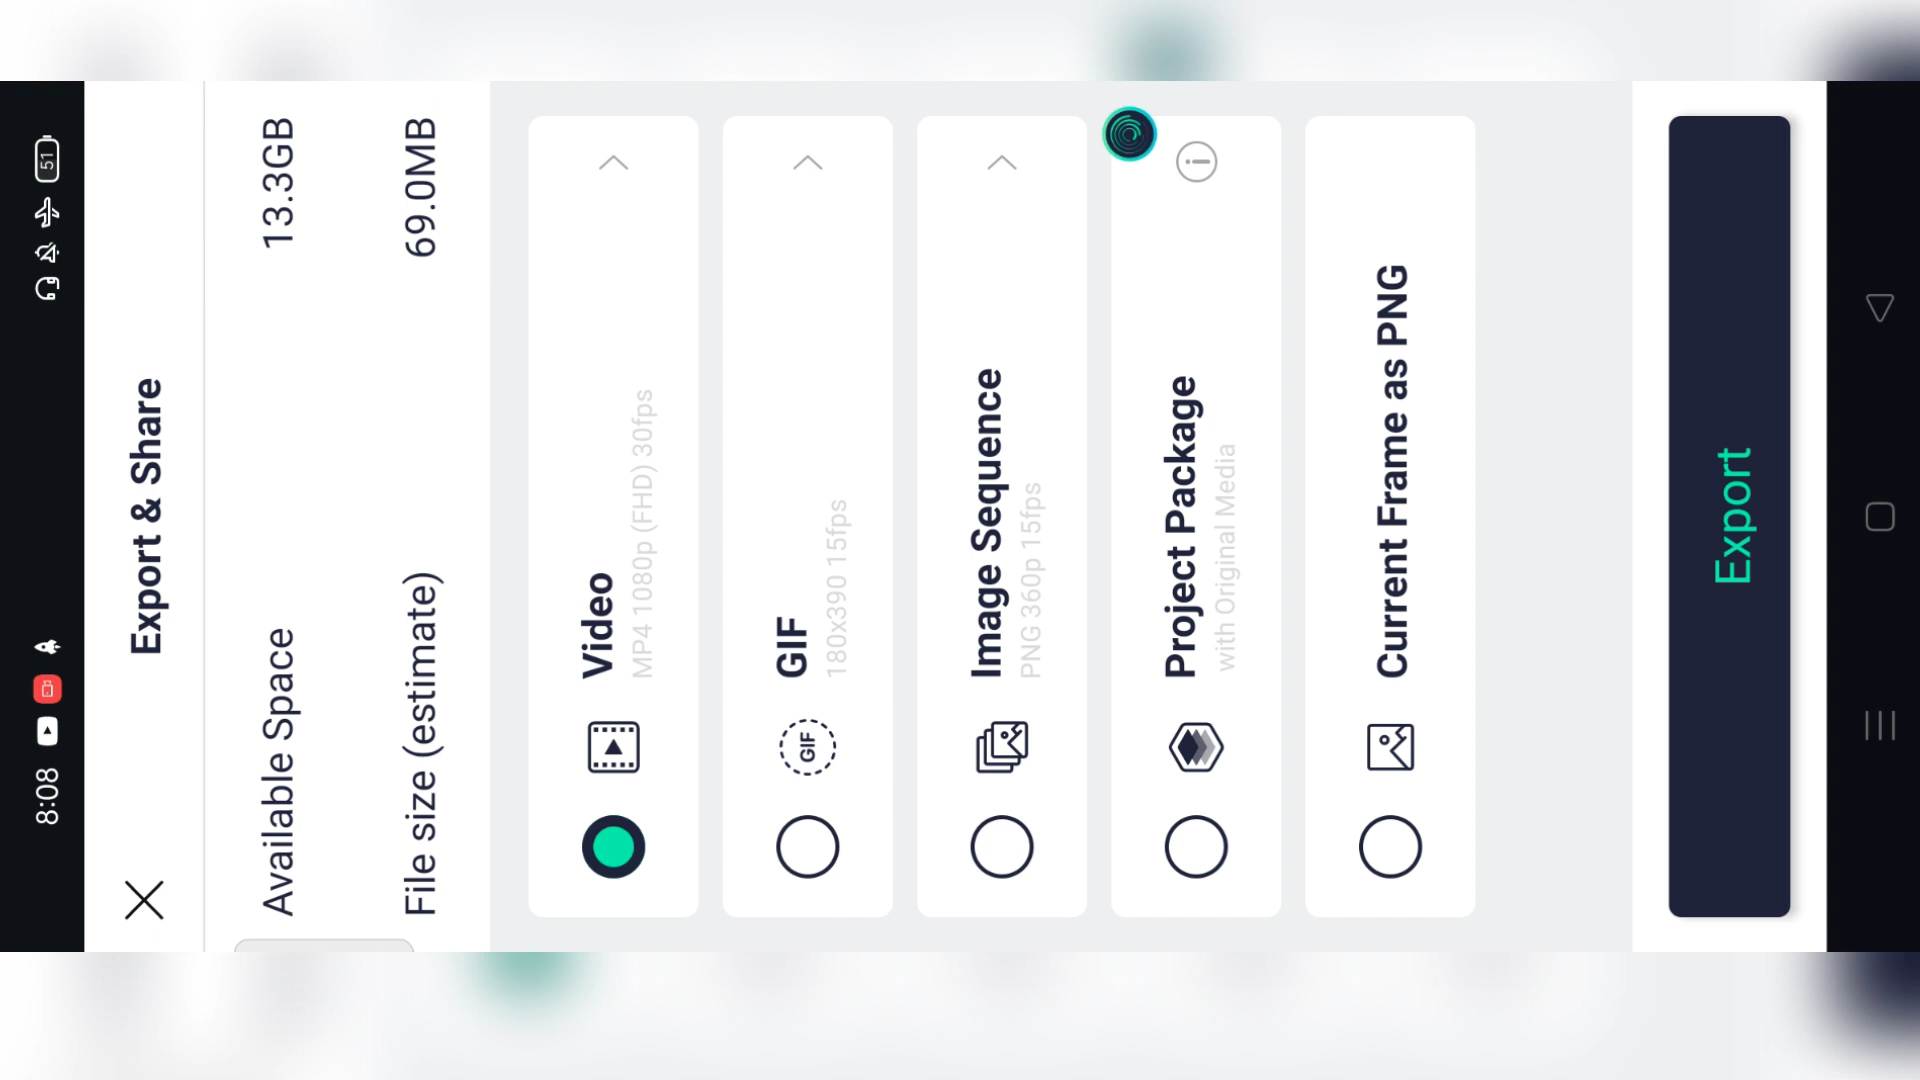 8:08
51
Export & Share
Available Space 13.3GB
File size (estimate) 69.0MB
Video
MP4 1080p (FHD) 30fps
GIF
GIF
180x390 15fps
Image Sequence
PNG 360p 15fps
Project Package
with Original Media
Current Frame as PNG
Export